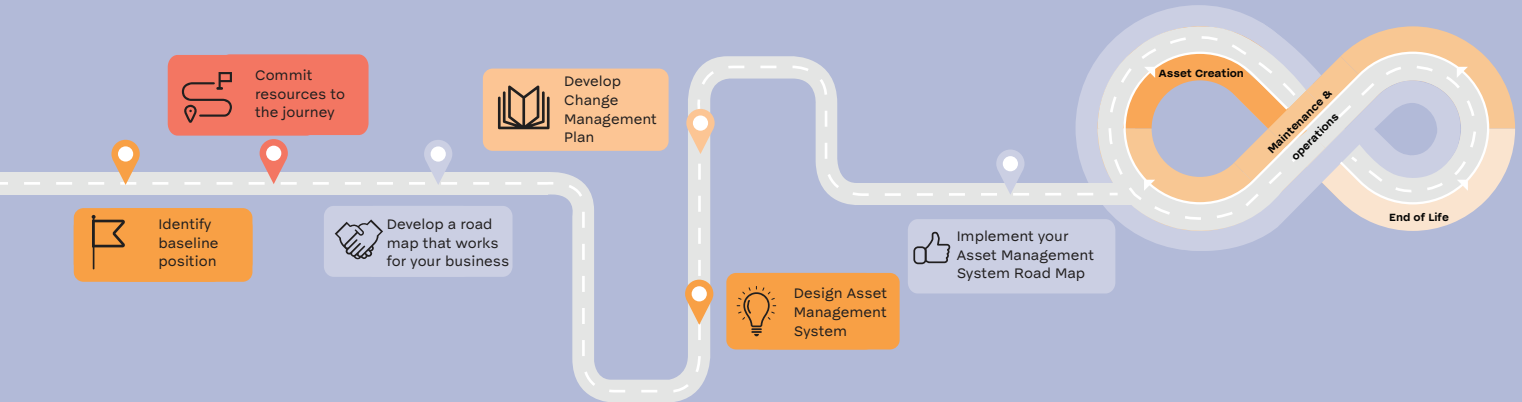 Commit
resources to
the journey
Identify
baseline
position
Develop a road
map that works
for your business
Develop
Change
Management
Plan
Design Asset
Management
System
Implement your
Asset Management
System Road Map
Asset Creation
Maintenance &
operations
End of Life